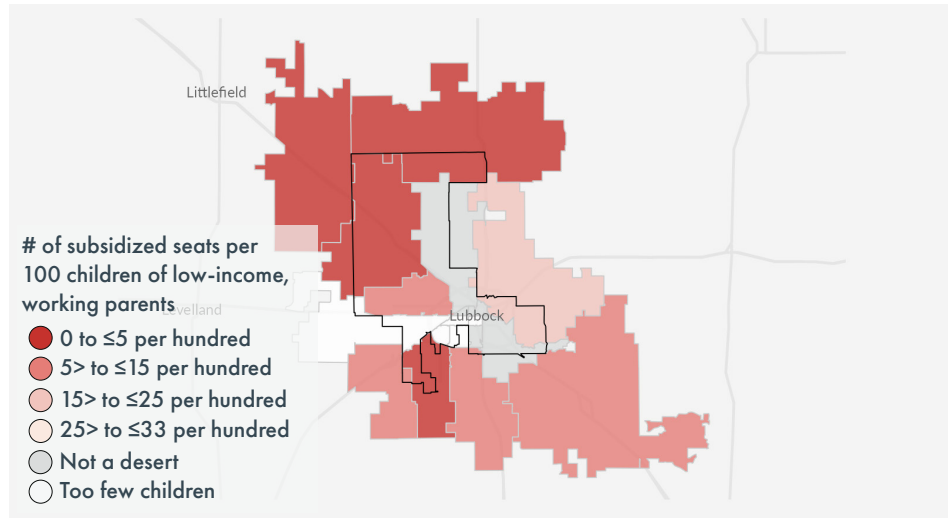 Littlefield
# of subsidized seats per
100 children of low-income,
working parents
Levelland
Lubbock
0 to ≤5 per hundred
5> to ≤15 per hundred
15> to ≤25 per hundred
25> to ≤33 per hundred
Not a desert
Too few children